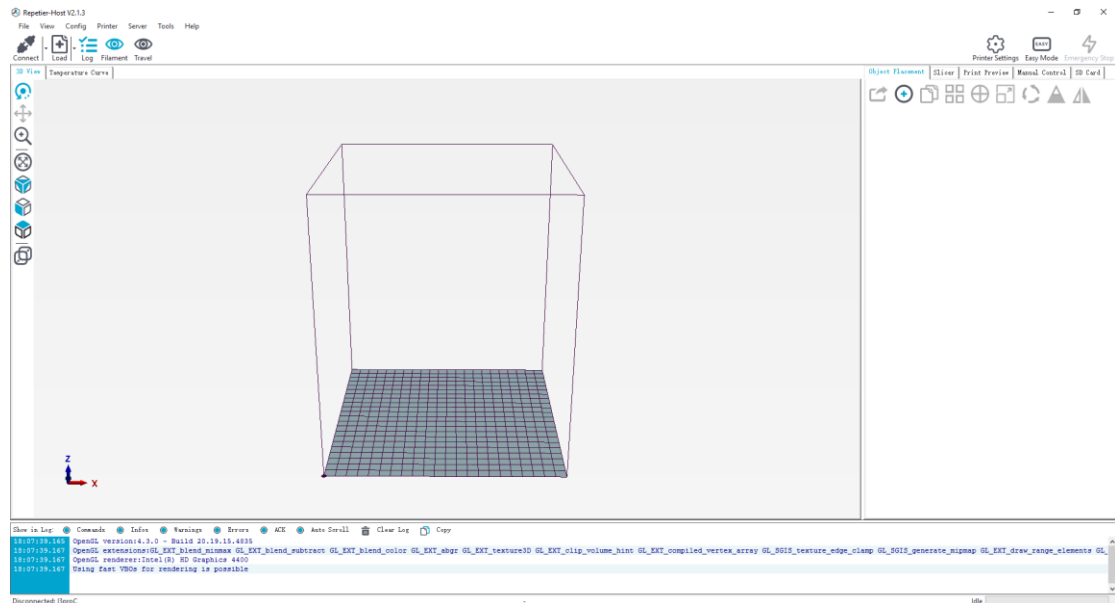 Repetier-Host V2.1.3
File View Config Printer Server Tools Help
Connect Load Log Filament Travel
Printer Settings Easy Mode Emergency Stop
EASY
3D View Temperature Curve
Object Placement Slicer Print Preview Manual Control SD Card
Z
X
Show in Log: Commands Infos Warnings Errors ACK Auto Scroll Clear Log Copy
18:07:39.165 OpenGL version:4.3.0 - Build 20.19.15.4835
18:07:39.167 OpenGL extensions:GL_EXT_blend_minmax GL_EXT_blend_subtract GL_EXT_blend_color GL_EXT_abgr GL_EXT_texture3D GL_EXT_clip_volume_hint GL_EXT_compiled_vertex_array GL_SGIS_texture_edge_clamp GL_SGIS_generate_mipmap GL_EXT_draw_range_elements GL_
18:07:39.167 OpenGL renderer:Intel(R) HD Graphics 4400
18:07:39.167 Using fast VBOs for rendering is possible
Disconnected: I3proC
-
Idle